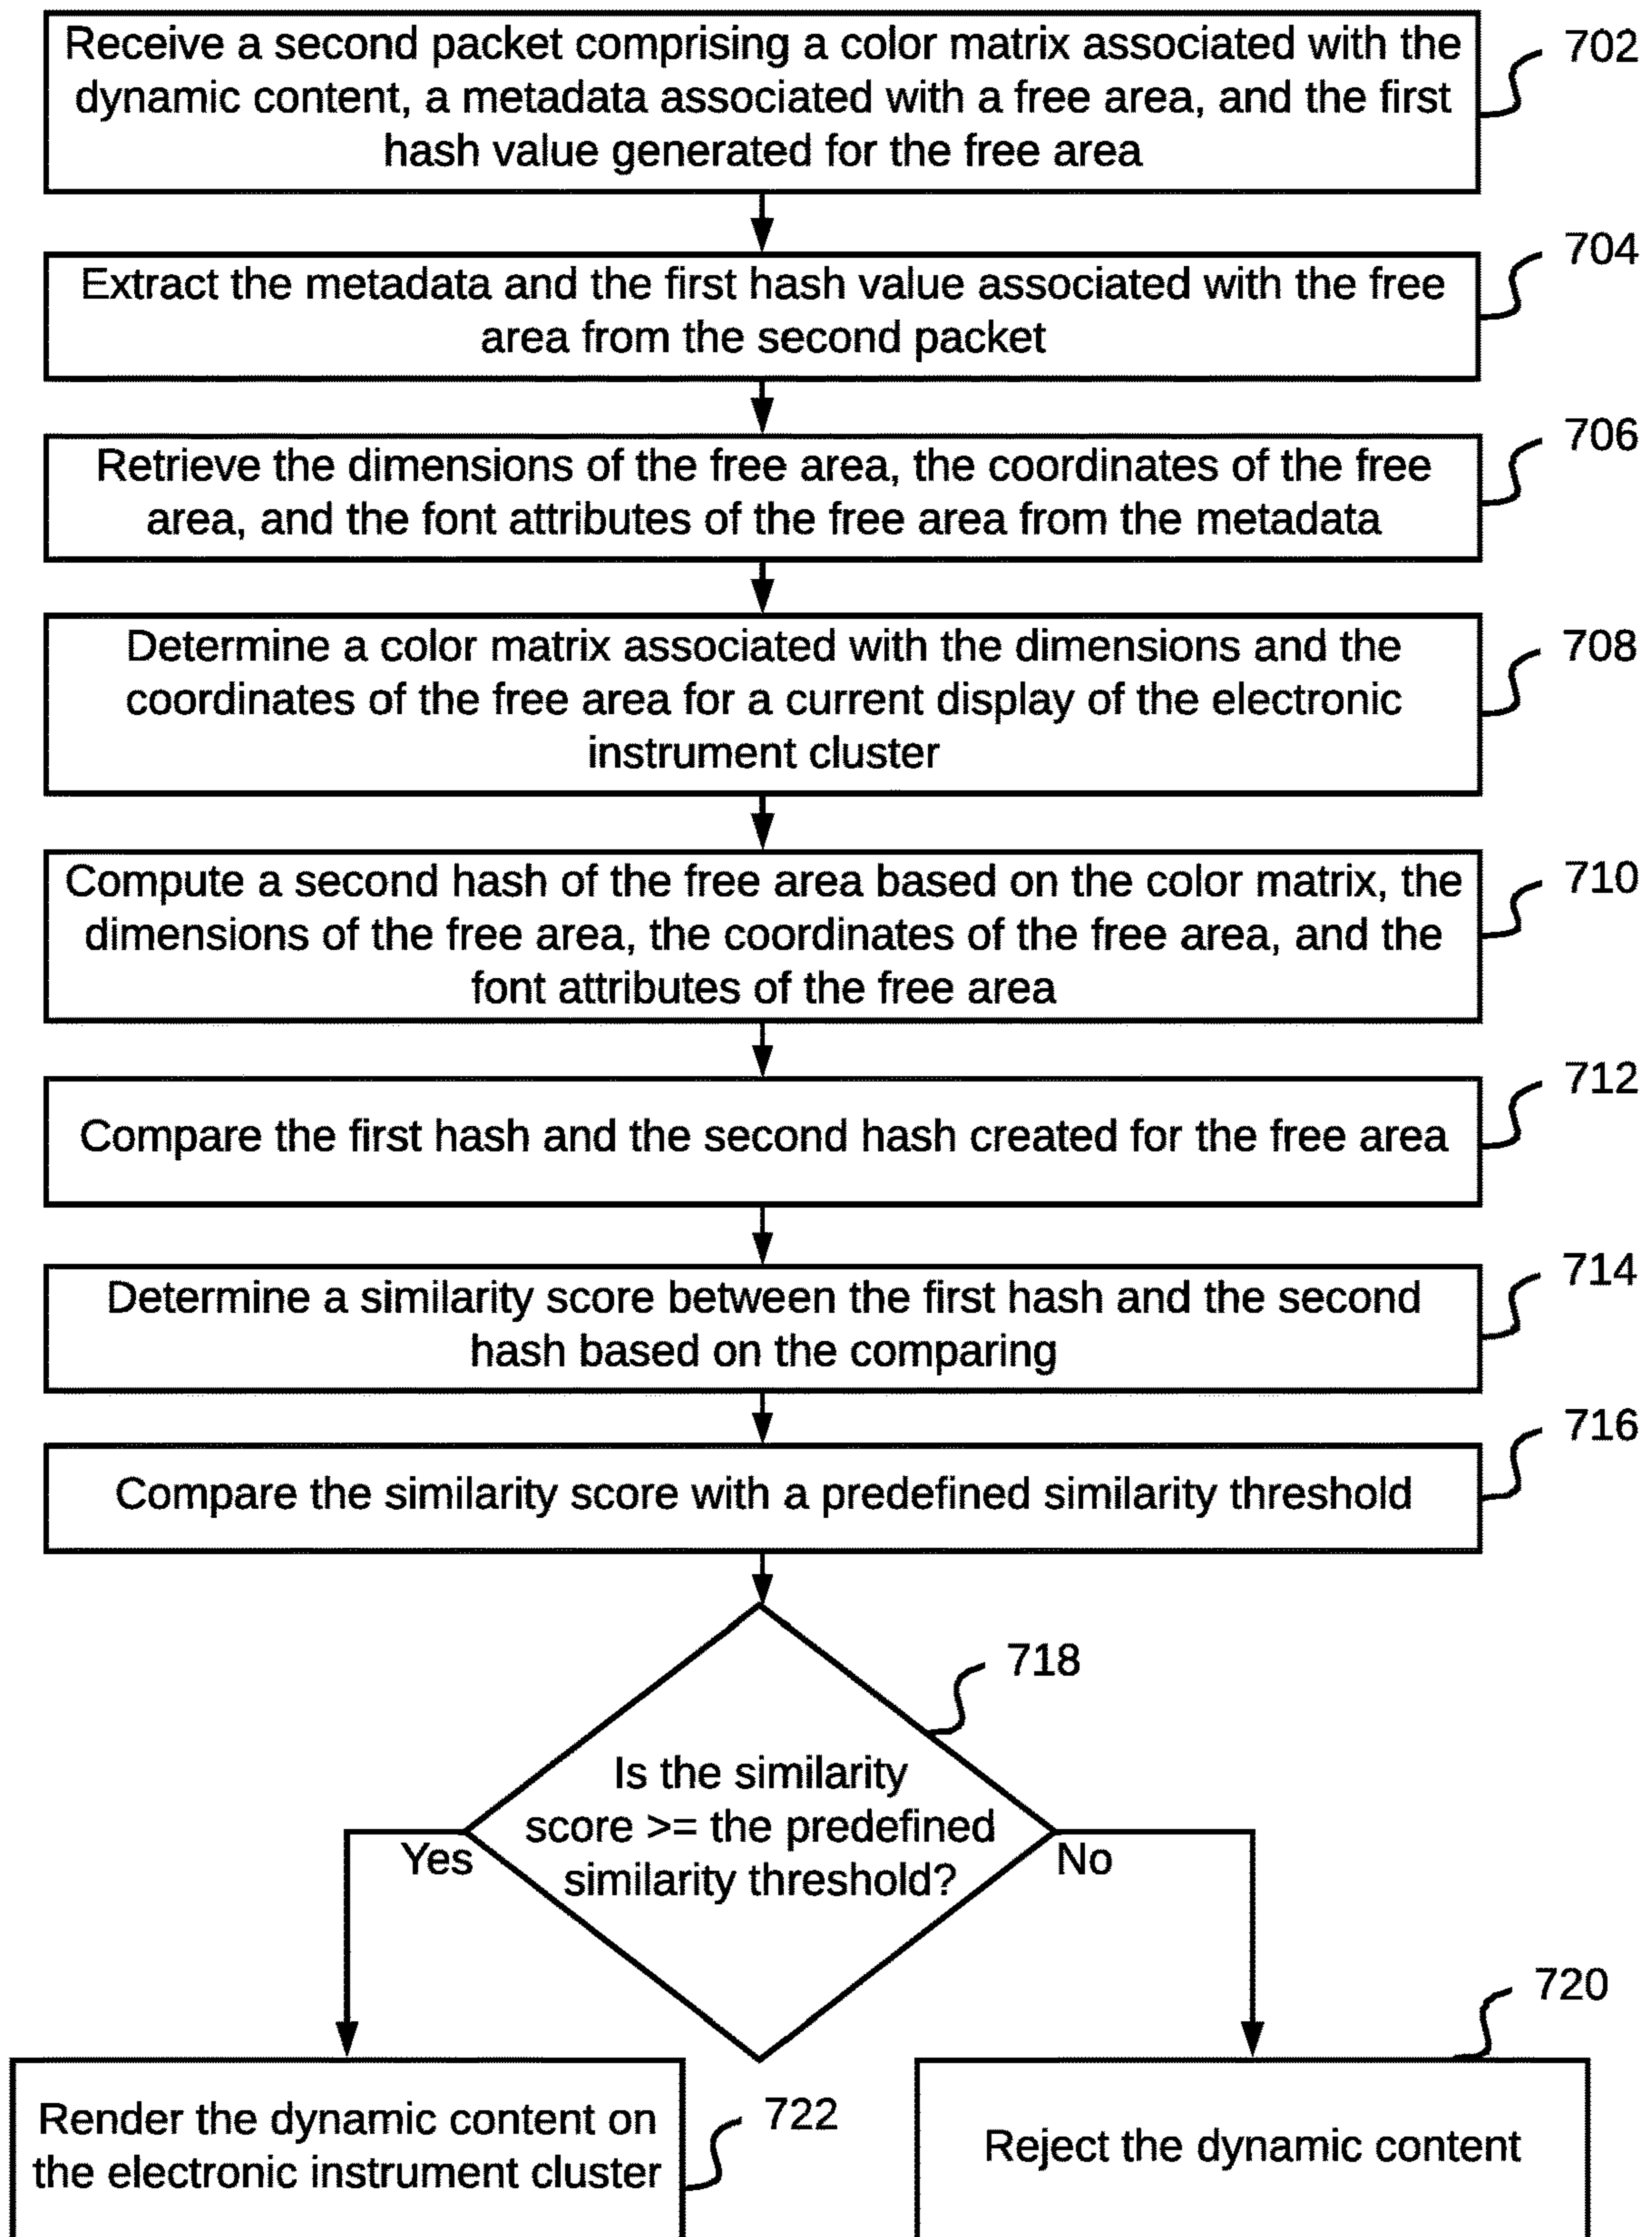 Receive a second packet comprising a color matrix associated with the
dynamic content, a metadata associated with a free area, and the first
hash value generated for the free area
702
Extract the metadata and the first hash value associated with the free
area from the second packet
704
Retrieve the dimensions of the free area, the coordinates of the free
area, and the font attributes of the free area from the metadata
706
Determine a color matrix associated with the dimensions and the
coordinates of the free area for a current display of the electronic
instrument cluster
708
Compute a second hash of the free area based on the color matrix, the
dimensions of the free area, the coordinates of the free area, and the
font attributes of the free area
710
Compare the first hash and the second hash created for the free area
712
Determine a similarity score between the first hash and the second
hash based on the comparing
714
Compare the similarity score with a predefined similarity threshold
716
718
Is the similarity
score >= the predefined
similarity threshold?
Yes
No
720
Render the dynamic content on
the electronic instrument cluster
722
Reject the dynamic content